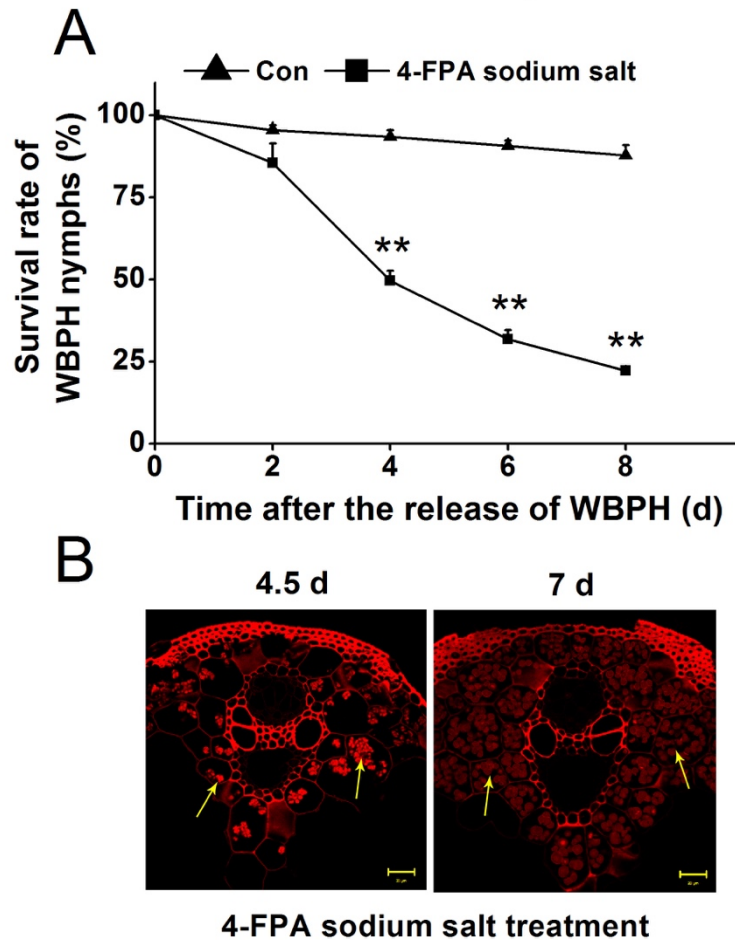 A
Con 4-FPA sodium salt
100
75
50
25
0
Survival rate of
WBPH nymphs (%)
**
**
**
0 2 4 6 8
Time after the release of WBPH (d)
B
4.5 d 7 d
4-FPA sodium salt treatment